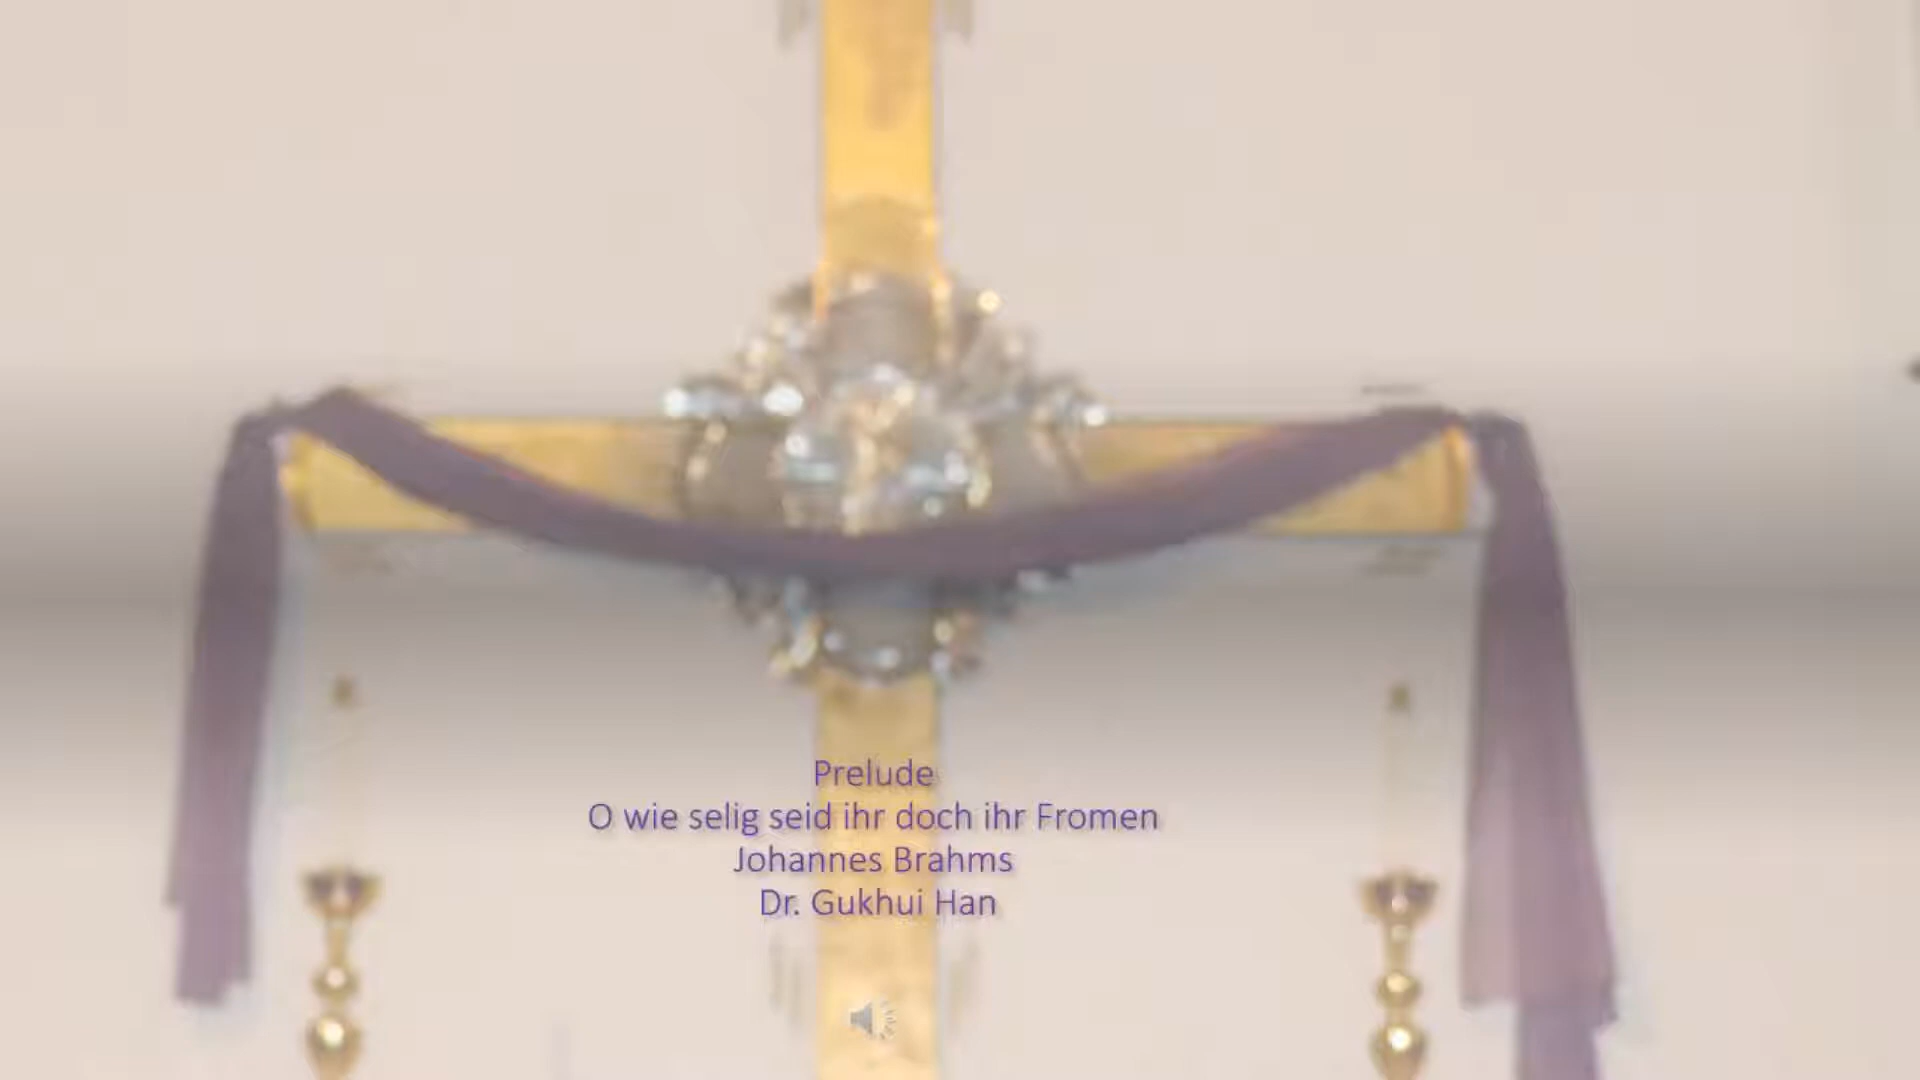 Prelude
O wie selig seid ihr doch ihr Fromen
Johannes Brahms
Dr. Gukhui Han